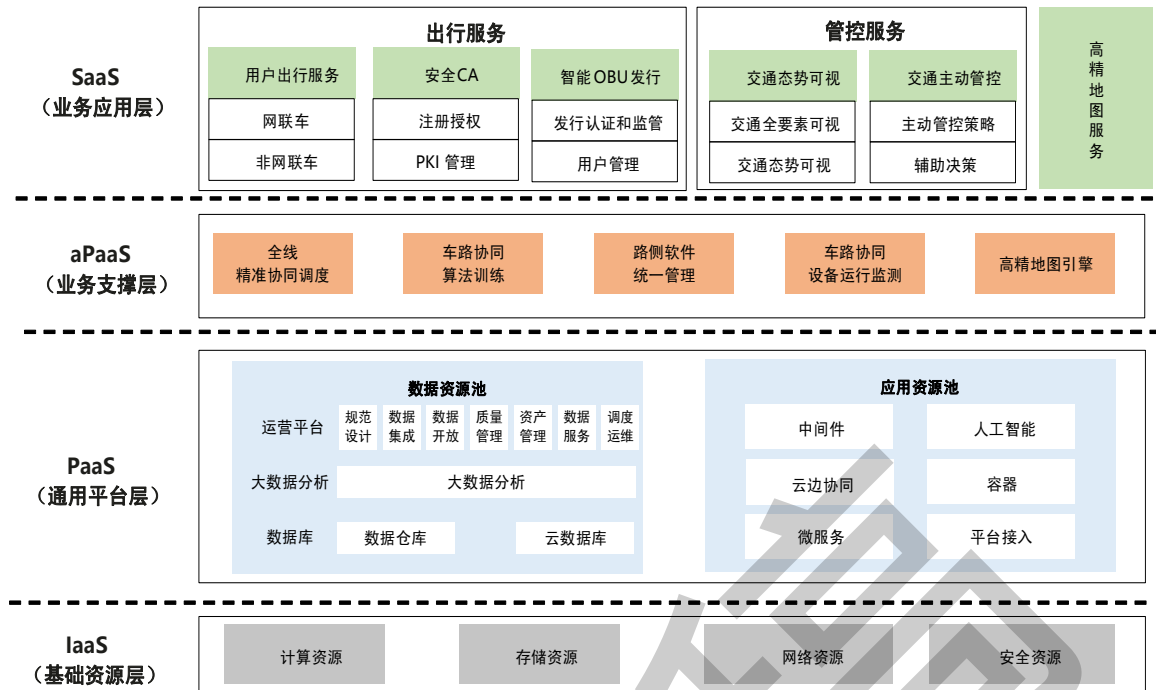 出行服务
管控服务
SaaS
（业务应用层）
用户出行服务
安全CA
智能OBU发行
交通态势可视
交通主动管控
高
精
地
图
服
务
网联车
注册授权
发行认证和监管
交通全要素可视
主动管控策略
非网联车
PKI 管理
用户管理
交通态势可视
辅助决策
aPaaS
（业务支撑层）
全线
精准协同调度
车路协同
算法训练
路侧软件
统一管理
车路协同
设备运行监测
高精地图引擎
PaaS
（通用平台层）
数据资源池
运营平台
规范
设计
数据
集成
数据
开放
质量
管理
资产
管理
数据
服务
调度
运维
大数据分析
大数据分析
数据库
数据仓库
云数据库
应用资源池
中间件
人工智能
云边协同
容器
微服务
平台接入
IaaS
（基础资源层）
计算资源
存储资源
网络资源
安全资源